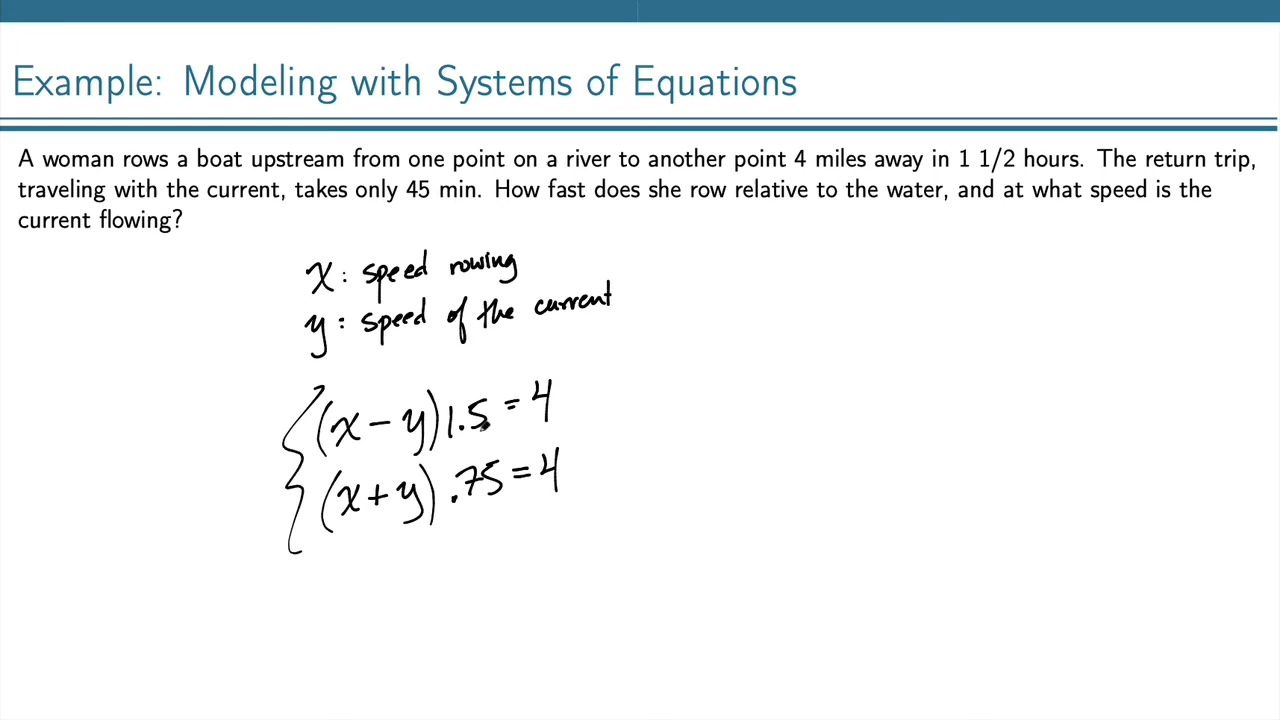 Example: Modeling with Systems of Equations
A woman rows a boat upstream from one point on a river to another point 4 miles away in 1 1/2 hours. The return trip,
traveling with the current, takes only 45 min. How fast does she row relative to the water, and at what speed is the
current flowing?
x: speed rowing
y: speed of the current
(x-y)1.5=4
(x+y).75=4